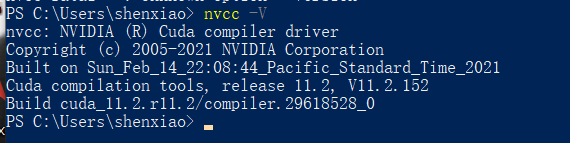 PS C:\Users\shenxiao> nvcc -V
nvcc: NVIDIA (R) Cuda compiler driver
Copyright (c) 2005-2021 NVIDIA Corporation
Built on Sun_Feb_14_22:08:44_Pacific_Standard_Time_2021
Cuda compilation tools, release 11.2, V11.2.152
Build cuda_11.2.r11.2/compiler.29618528_0
PS C:\Users\shenxiao>